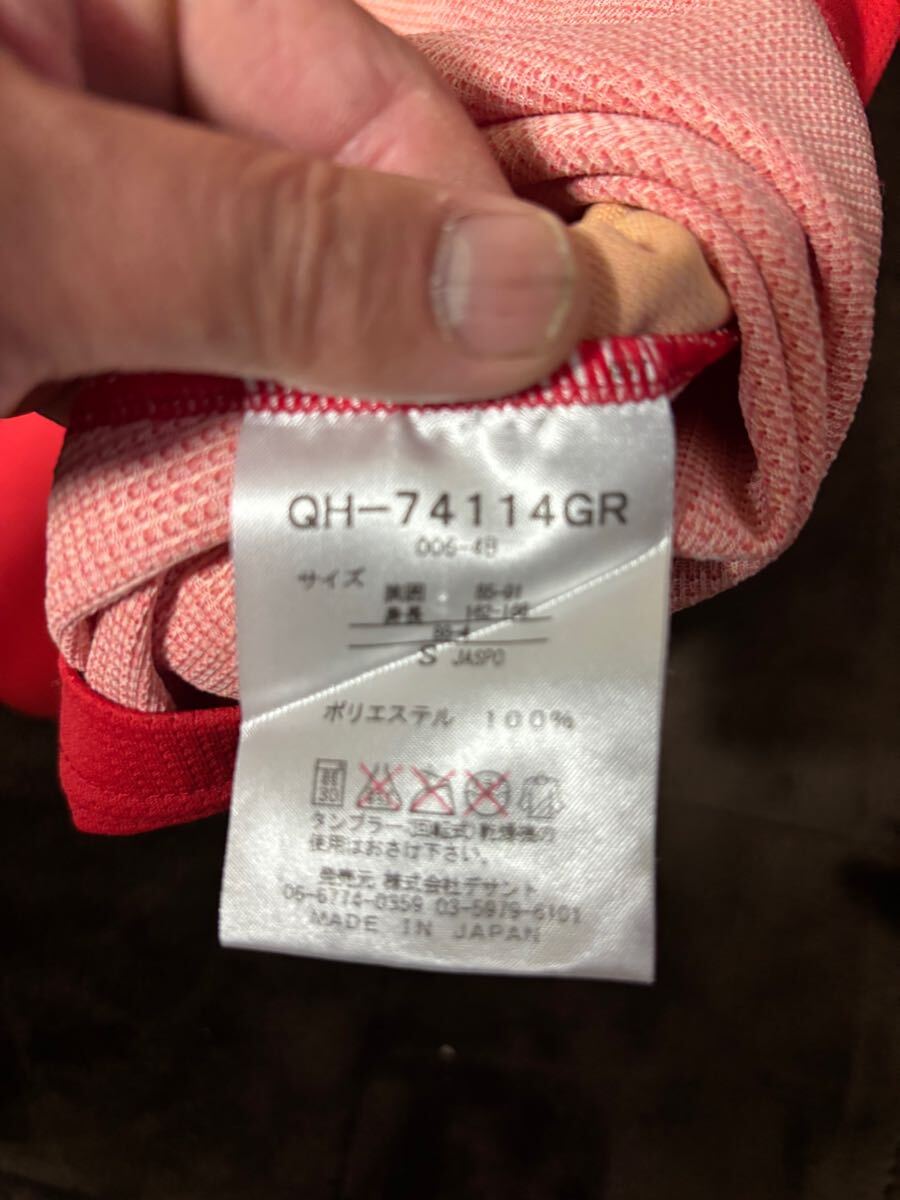 QH-74114GR
006-4B
サイズ
胸囲 85-91
身長 162-168
S JASPO
ポリエステル 100%
30
タンブラー(回転式)乾燥機の
使用はおさけ下さい。
発売元 株式会社デサント
06-6774-0359 03-5979-6101
MADE IN JAPAN